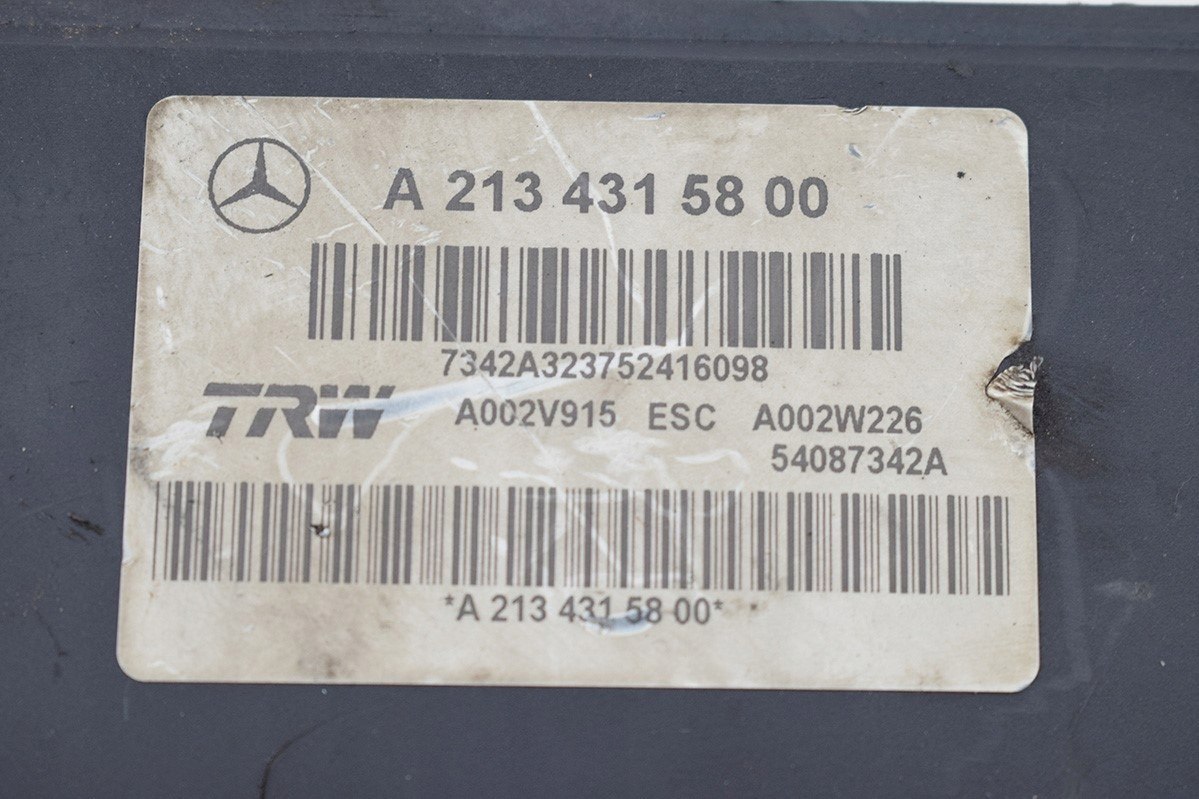 A 213 431 58 00
7342A323752416098
TRW A002V915 ESC A002W226
54087342A
*A 213 431 58 00*